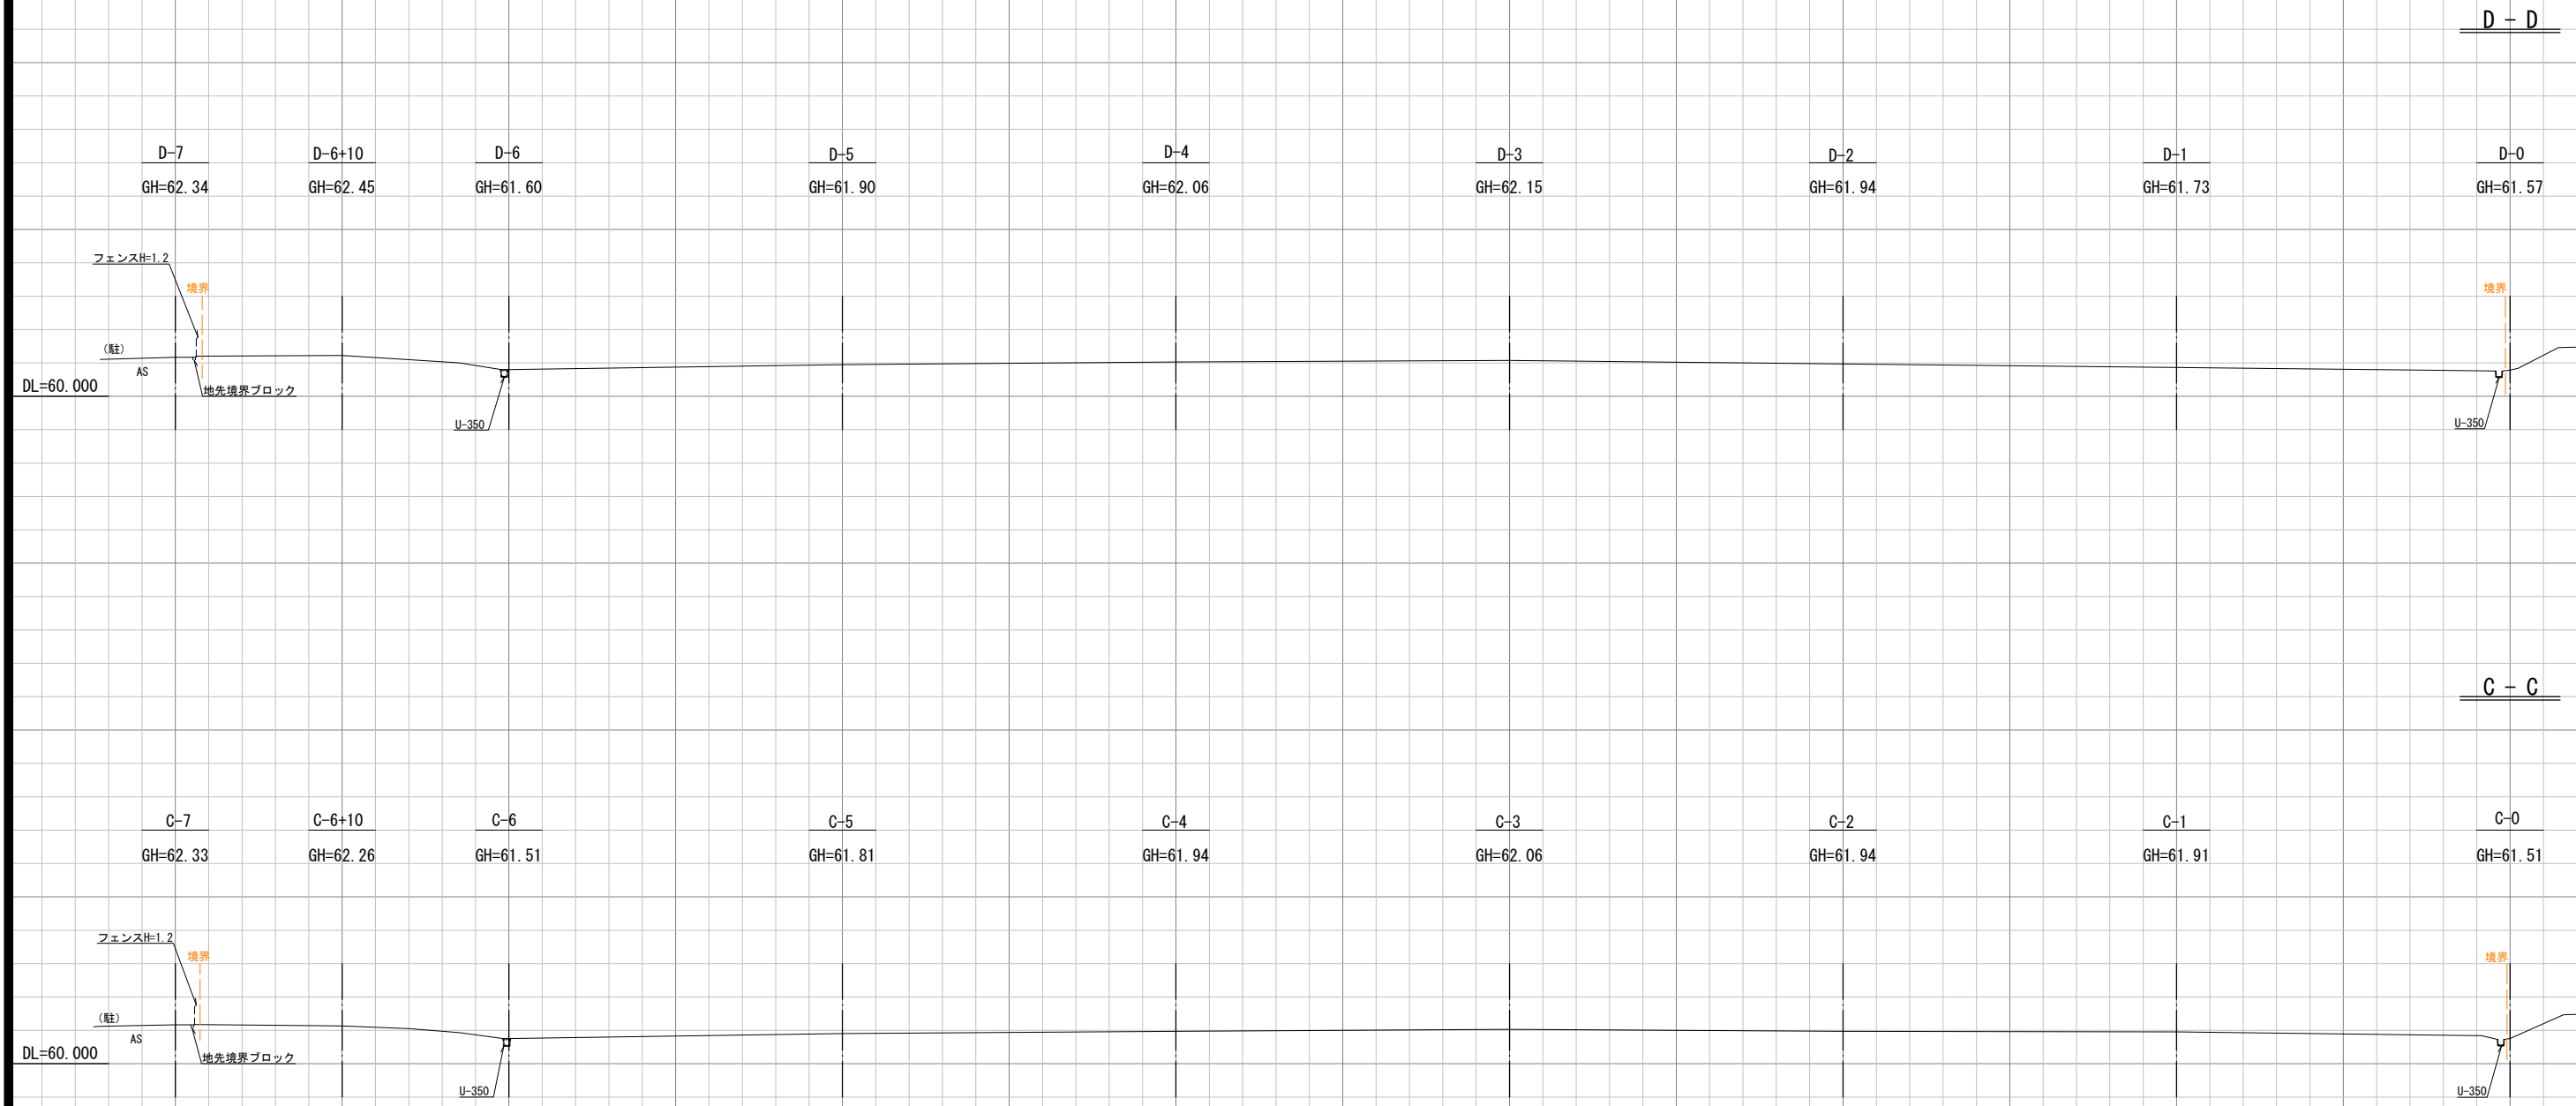 D - D
D-7 D-6+10 D-6 D-5 D-4 D-3 D-2 D-1 D-0
GH=62.34 GH=62.45 GH=61.60 GH=61.90 GH=62.06 GH=62.15 GH=61.94 GH=61.73 GH=61.57
フェンスH=1.2
境界 境界
(駐)
AS
DL=60.000 地先境界ブロック
U-350 U-350
C - C
C-7 C-6+10 C-6 C-5 C-4 C-3 C-2 C-1 C-0
GH=62.33 GH=62.26 GH=61.51 GH=61.81 GH=61.94 GH=62.06 GH=61.94 GH=61.91 GH=61.51
フェンスH=1.2
境界 境界
(駐)
AS
DL=60.000 地先境界ブロック
U-350 U-350